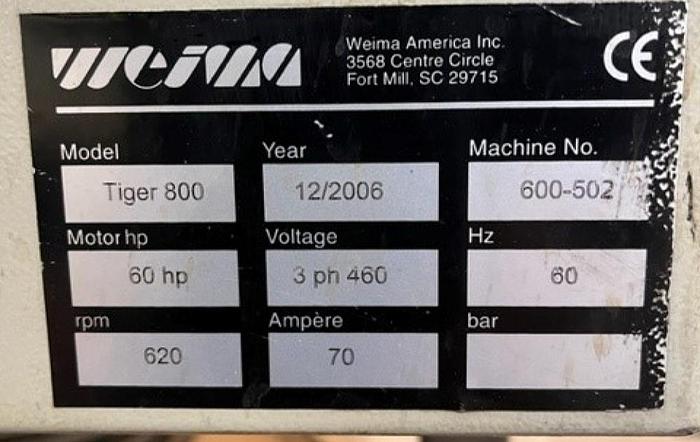 weima
Weima America Inc.
3568 Centre Circle
Fort Mill, SC 29715
CE
Model
Year
Machine No.
Tiger 800
12/2006
600-502
Motor hp
Voltage
Hz
60 hp
3 ph 460
60
rpm
Ampère
bar
620
70